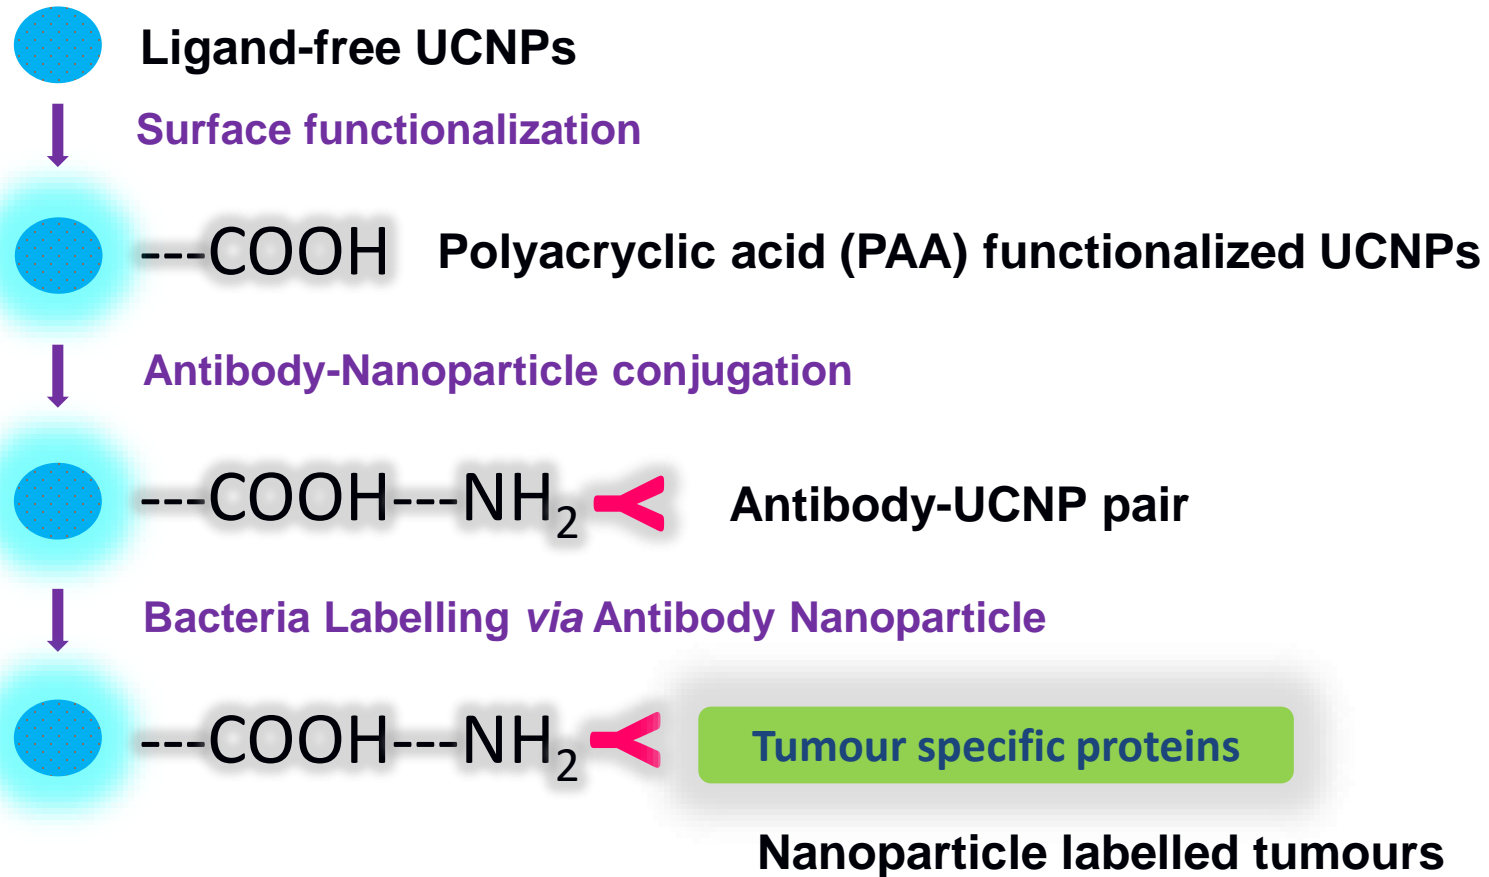 Ligand-free UCNPs
Surface functionalization
---COOH Polyacryclic acid (PAA) functionalized UCNPs
Antibody-Nanoparticle conjugation
---COOH---NH₂ Antibody-UCNP pair
Bacteria Labelling via Antibody Nanoparticle
---COOH---NH₂ Tumour specific proteins
Nanoparticle labelled tumours